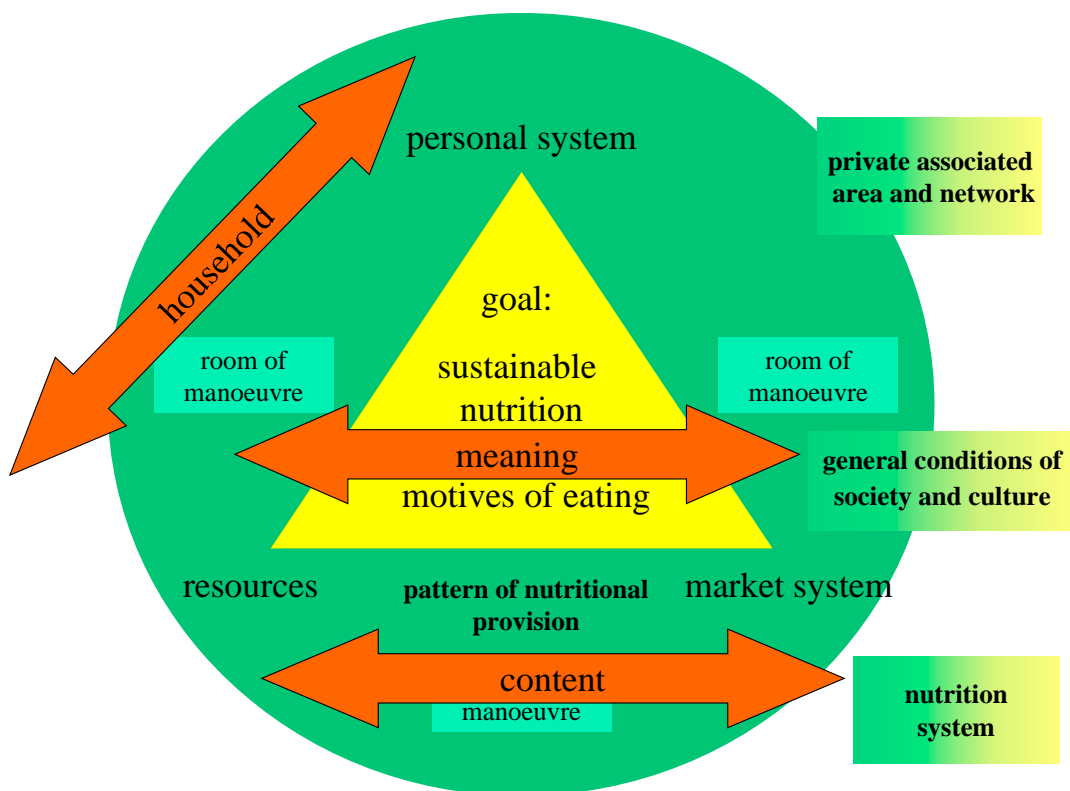 personal system
private associated
area and network
household
goal:
sustainable
nutrition
room of
manoeuvre
room of
manoeuvre
meaning
motives of eating
general conditions of
society and culture
resources
pattern of nutritional
provision
market system
content
manoeuvre
nutrition
system